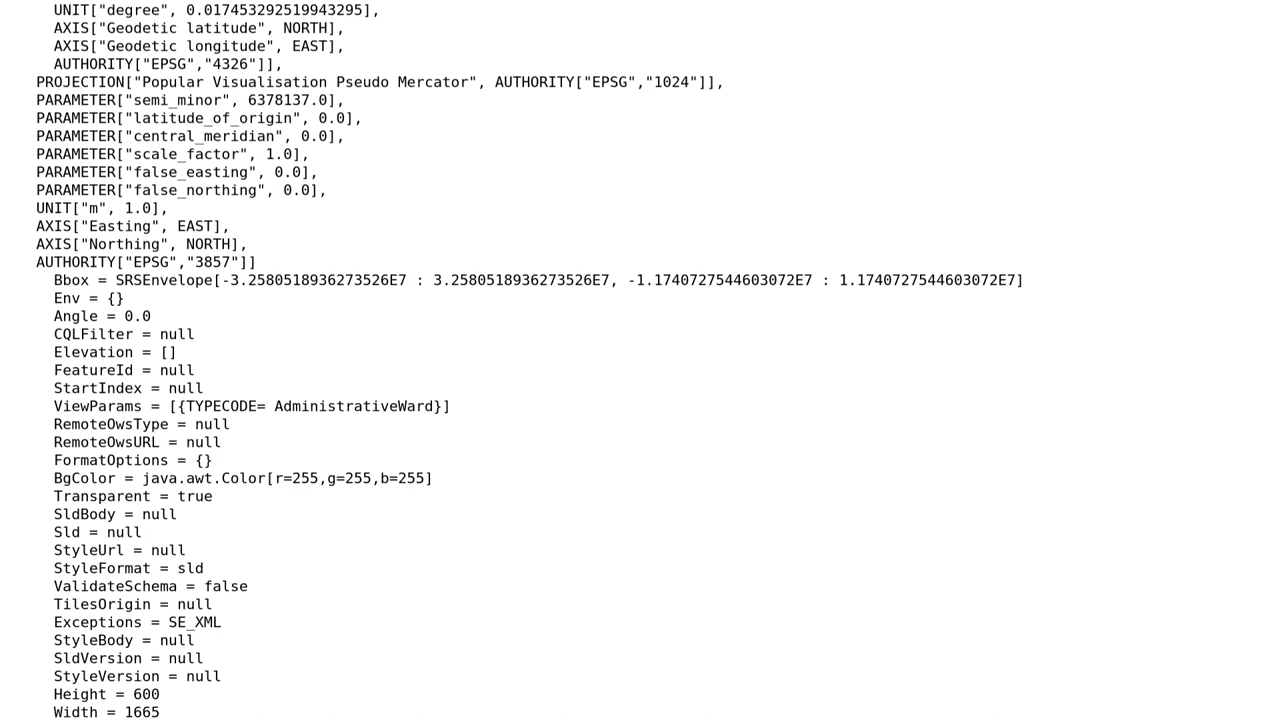 UNIT["degree", 0.017453292519943295],
AXIS["Geodetic latitude", NORTH],
AXIS["Geodetic longitude", EAST],
AUTHORITY["EPSG","4326"]],
PROJECTION["Popular Visualisation Pseudo Mercator", AUTHORITY["EPSG","1024"]],
PARAMETER["semi_minor", 6378137.0],
PARAMETER["latitude_of_origin", 0.0],
PARAMETER["central_meridian", 0.0],
PARAMETER["scale_factor", 1.0],
PARAMETER["false_easting", 0.0],
PARAMETER["false_northing", 0.0],
UNIT["m", 1.0],
AXIS["Easting", EAST],
AXIS["Northing", NORTH],
AUTHORITY["EPSG","3857"]]
Bbox = SRSEnvelope[-3.2580518936273526E7 : 3.2580518936273526E7, -1.1740727544603072E7 : 1.1740727544603072E7]
Env = {}
Angle = 0.0
CQLFilter = null
Elevation = []
FeatureId = null
StartIndex = null
ViewParams = [{TYPECODE= AdministrativeWard}]
RemoteOwsType = null
RemoteOwsURL = null
FormatOptions = {}
BgColor = java.awt.Color[r=255,g=255,b=255]
Transparent = true
SldBody = null
Sld = null
StyleUrl = null
StyleFormat = sld
ValidateSchema = false
TilesOrigin = null
Exceptions = SE_XML
StyleBody = null
SldVersion = null
StyleVersion = null
Height = 600
Width = 1665